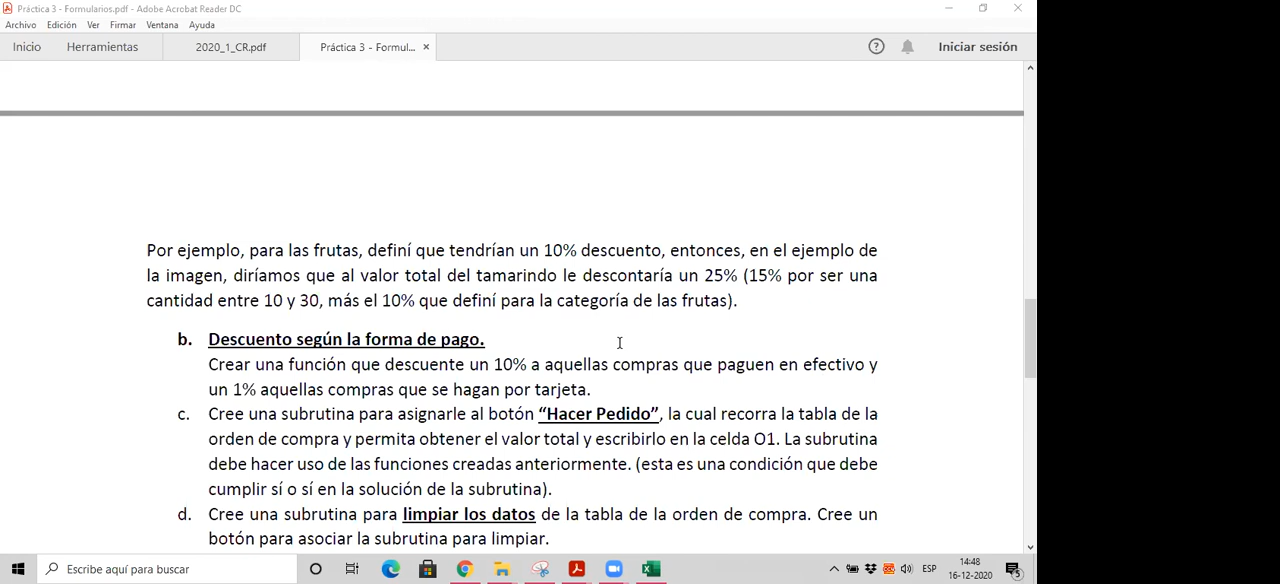 Práctica 3 - Formularios.pdf - Adobe Acrobat Reader DC
Archivo Edición Ver Firmar Ventana Ayuda
Inicio Herramientas 2020_1_CR.pdf Práctica 3 - Formul... × ? Iniciar sesión
Por ejemplo, para las frutas, definí que tendrían un 10% descuento, entonces, en el ejemplo de
la imagen, diríamos que al valor total del tamarindo le descontaría un 25% (15% por ser una
cantidad entre 10 y 30, más el 10% que definí para la categoría de las frutas).
b. Descuento según la forma de pago.
Crear una función que descuente un 10% a aquellas compras que paguen en efectivo y
un 1% aquellas compras que se hagan por tarjeta.
c. Cree una subrutina para asignarle al botón “Hacer Pedido”, la cual recorra la tabla de la
orden de compra y permita obtener el valor total y escribirlo en la celda O1. La subrutina
debe hacer uso de las funciones creadas anteriormente. (esta es una condición que debe
cumplir sí o sí en la solución de la subrutina).
d. Cree una subrutina para limpiar los datos de la tabla de la orden de compra. Cree un
botón para asociar la subrutina para limpiar.
Escribe aquí para buscar ESP 14:48
16-12-2020 5